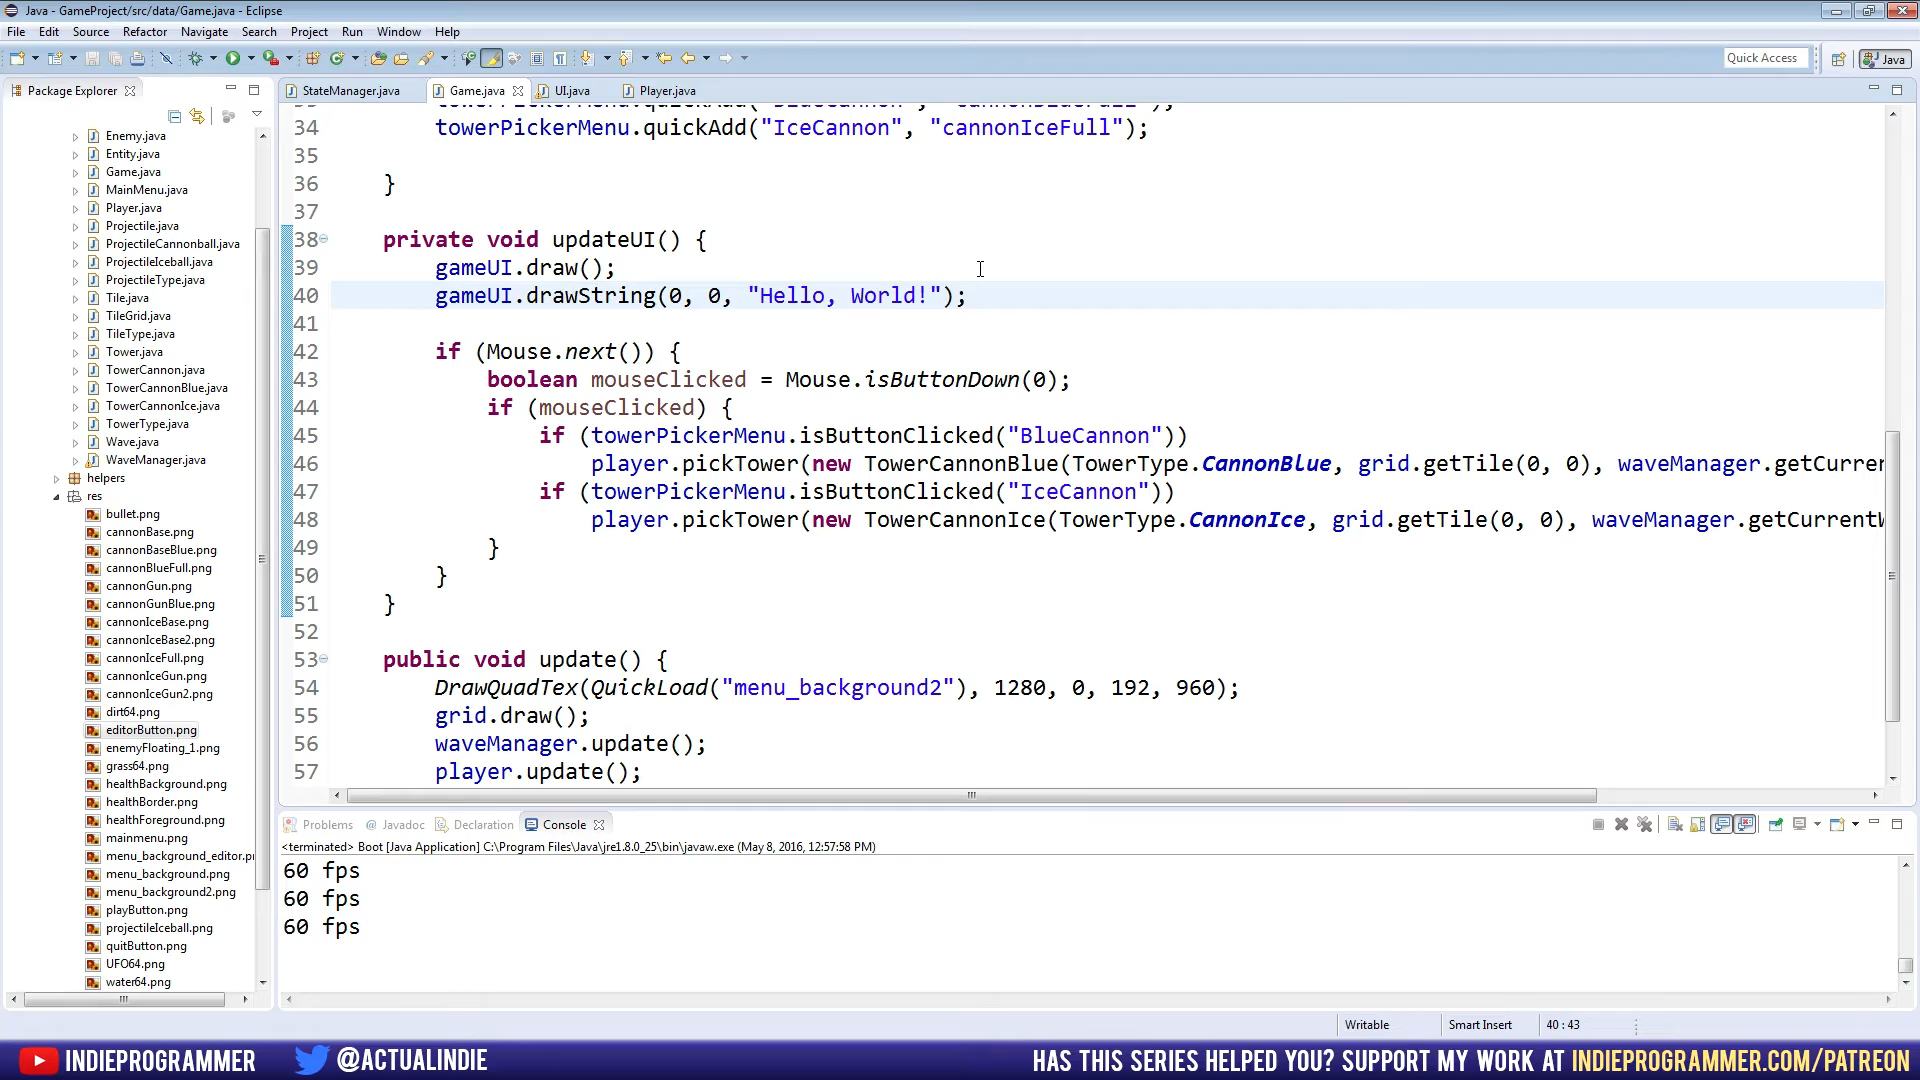 Java - GameProject/src/data/Game.java - Eclipse
File Edit Source Refactor Navigate Search Project Run Window Help
Quick Access
Java
Package Explorer
StateManager.java Game.java UI.java Player.java
Enemy.java
Entity.java
Game.java
MainMenu.java
Player.java
Projectile.java
ProjectileCannonball.java
ProjectileIceball.java
ProjectileType.java
Tile.java
TileGrid.java
TileType.java
Tower.java
TowerCannon.java
TowerCannonBlue.java
TowerCannonIce.java
TowerType.java
Wave.java
WaveManager.java
helpers
res
bullet.png
cannonBase.png
cannonBaseBlue.png
cannonBlueFull.png
cannonGun.png
cannonGunBlue.png
cannonIceBase.png
cannonIceBase2.png
cannonIceFull.png
cannonIceGun.png
cannonIceGun2.png
dirt64.png
editorButton.png
enemyFloating_1.png
grass64.png
healthBackground.png
healthBorder.png
healthForeground.png
mainmenu.png
menu_background_editor.pr
menu_background.png
menu_background2.png
playButton.png
projectileIceball.png
quitButton.png
UFO64.png
water64.png
34 towerPickerMenu.quickAdd("IceCannon", "cannonIceFull");
35
36 }
37
38 private void updateUI() {
39 gameUI.draw();
40 gameUI.drawString(0, 0, "Hello, World!");
41
42 if (Mouse.next()) {
43 boolean mouseClicked = Mouse.isButtonDown(0);
44 if (mouseClicked) {
45 if (towerPickerMenu.isButtonClicked("BlueCannon"))
46 player.pickTower(new TowerCannonBlue(TowerType.CannonBlue, grid.getTile(0, 0), waveManager.getCurren
47 if (towerPickerMenu.isButtonClicked("IceCannon"))
48 player.pickTower(new TowerCannonIce(TowerType.CannonIce, grid.getTile(0, 0), waveManager.getCurrentW
49 }
50 }
51 }
52
53 public void update() {
54 DrawQuadTex(QuickLoad("menu_background2"), 1280, 0, 192, 960);
55 grid.draw();
56 waveManager.update();
57 player.update();
Problems Javadoc Declaration Console
<terminated> Boot [Java Application] C:\Program Files\Java\jre1.8.0_25\bin\javaw.exe (May 8, 2016, 12:57:58 PM)
60 fps
60 fps
60 fps
Writable Smart Insert 40 : 43
INDIEPROGRAMMER @ACTUALINDIE HAS THIS SERIES HELPED YOU? SUPPORT MY WORK AT INDIEPROGRAMMER.COM/PATREON